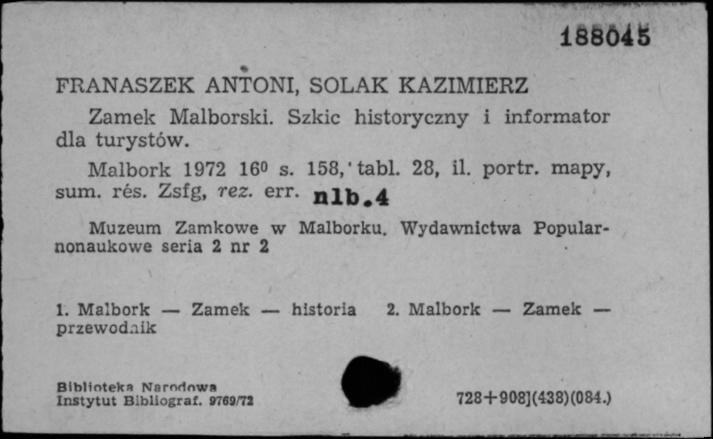 188045
FRANASZEK ANTONI, SOLAK KAZIMIERZ
Zamek Malborski. Szkic historyczny i informator
dla turystów.
Malbork 1972 16⁰ s. 158, tabl. 28, il. portr. mapy,
sum. rés. Zsfg, rez. err. nlb.4
Muzeum Zamkowe w Malborku. Wydawnictwa Popular-
nonaukowe seria 2 nr 2
1. Malbork — Zamek — historia 2. Malbork — Zamek —
przewodnik
Biblioteka Narodowa
Instytut Bibliograf. 9769/72
728+908](438)(084.)